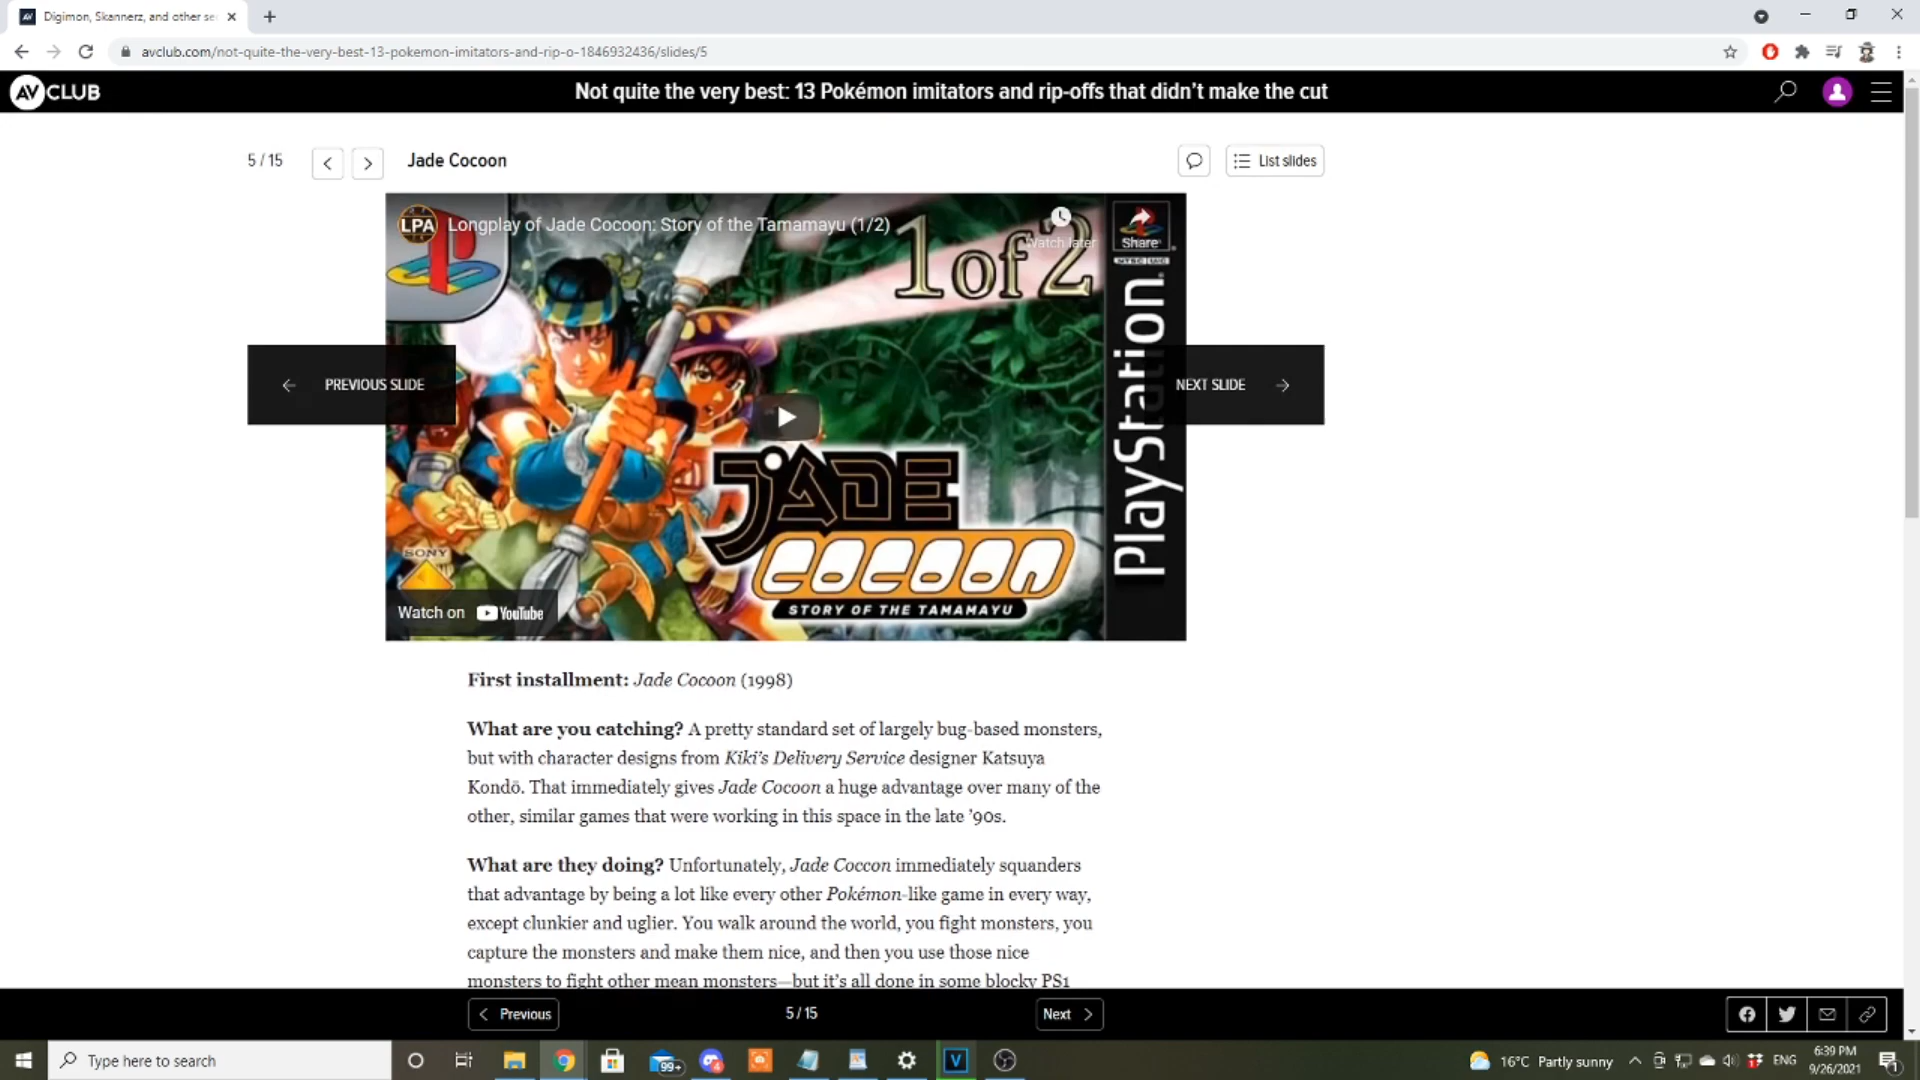 Digimon, Skannerz, and other se
avclub.com/not-quite-the-very-best-13-pokemon-imitators-and-rip-o-1846932436/slides/5
AV CLUB
Not quite the very best: 13 Pokémon imitators and rip-offs that didn't make the cut
5 / 15
Jade Cocoon
List slides
LPA
Longplay of Jade Cocoon: Story of the Tamamayu (1/2)
1 of 2
Watch later
Share
NTSC U/C
PlayStation
PREVIOUS SLIDE
NEXT SLIDE
JADE
COCOON
STORY OF THE TAMAMAYU
SONY
Watch on YouTube
First installment: Jade Cocoon (1998)
What are you catching? A pretty standard set of largely bug-based monsters,
but with character designs from Kiki's Delivery Service designer Katsuya
Kondō. That immediately gives Jade Cocoon a huge advantage over many of the
other, similar games that were working in this space in the late '90s.
What are they doing? Unfortunately, Jade Coccon immediately squanders
that advantage by being a lot like every other Pokémon-like game in every way,
except clunkier and uglier. You walk around the world, you fight monsters, you
capture the monsters and make them nice, and then you use those nice
monsters to fight other mean monsters—but it's all done in some blocky PS1
Previous
5 / 15
Next
Type here to search
99+
4
V
16°C Partly sunny
ENG
6:39 PM
9/26/2021
1